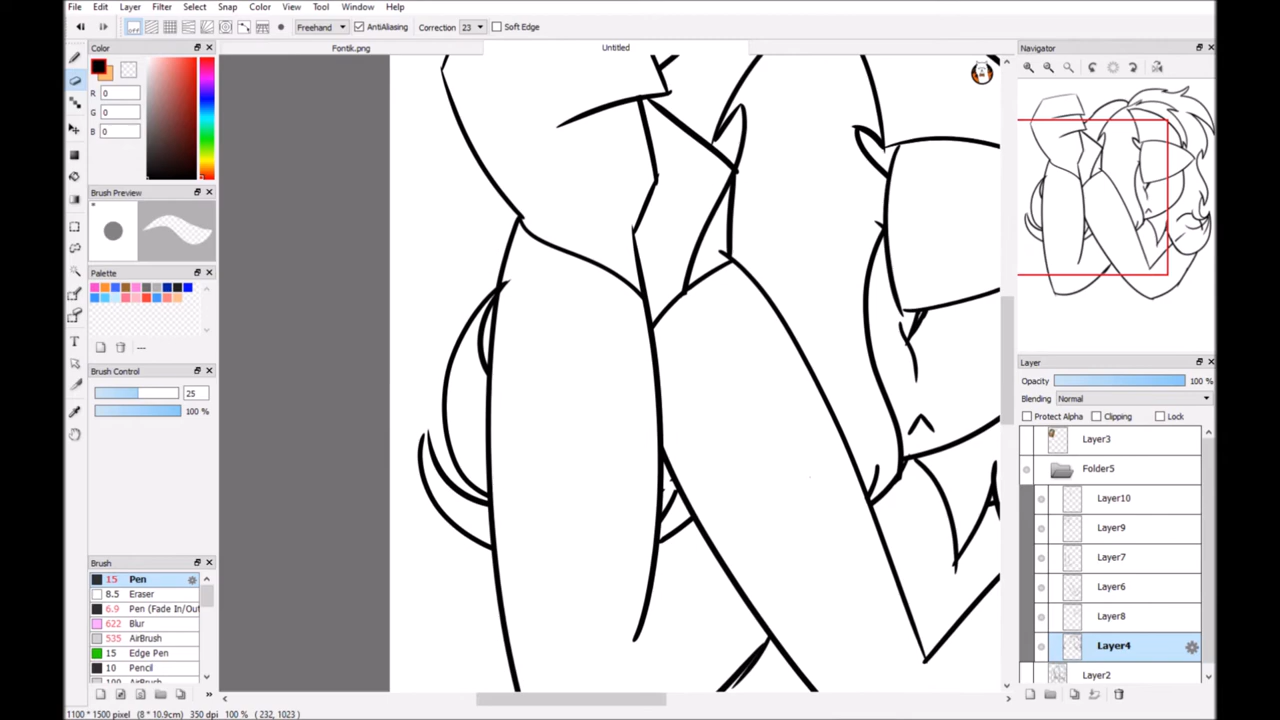 File Edit Layer Filter Select Snap Color View Tool Window Help
OFF Freehand AntiAliasing Correction 23 Soft Edge
Color
Fontik.png
Untitled
Navigator
R 0
G 0
B 0
Brush Preview
Palette
---
Brush Control
25
100 %
Brush
15 Pen
8.5 Eraser
6.9 Pen (Fade In/Out
622 Blur
535 AirBrush
15 Edge Pen
10 Pencil
100 AirBrush
Layer
Opacity 100 %
Blending Normal
Protect Alpha Clipping Lock
Layer3
Folder5
Layer10
Layer9
Layer7
Layer6
Layer8
Layer4
Layer2
1100 * 1500 pixel (8 * 10.9cm) 350 dpi 100 % ( 232, 1023 )